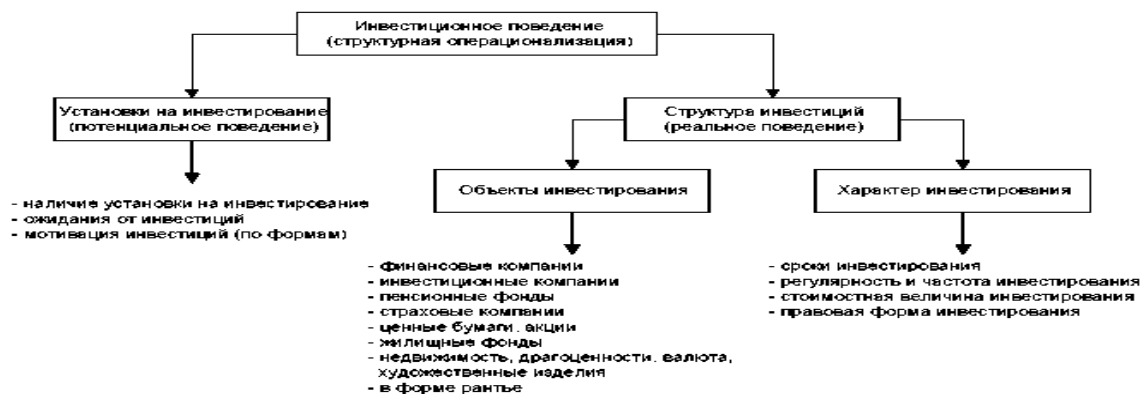 Инвестиционное поведение
(структурная операционализация)
Установки на инвестирование
(потенциальное поведение)
Структура инвестиций
(реальное поведение)
- наличие установки на инвестирование
- ожидания от инвестиций
- мотивация инвестиций (по формам)
Объекты инвестирования
Характер инвестирования
- финансовые компании
- инвестиционные компании
- пенсионные фонды
- страховые компании
- ценные бумаги, акции
- жилищные фонды
- недвижимость, драгоценности, валюта,
художественные изделия
- в форме рантье
- сроки инвестирования
- регулярность и частота инвестирования
- стоимостная величина инвестирования
- правовая форма инвестирования